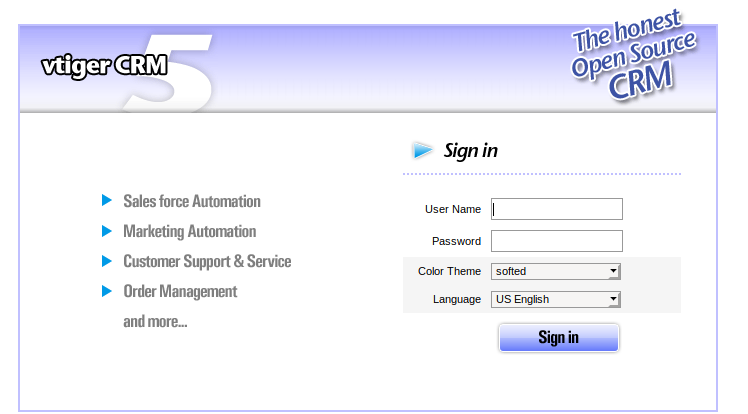 vtiger CRM 5
The honest
Open Source
CRM
Sign in
Sales force Automation
Marketing Automation
Customer Support & Service
Order Management
and more...
User Name
Password
Color Theme softed
Language US English
Sign in